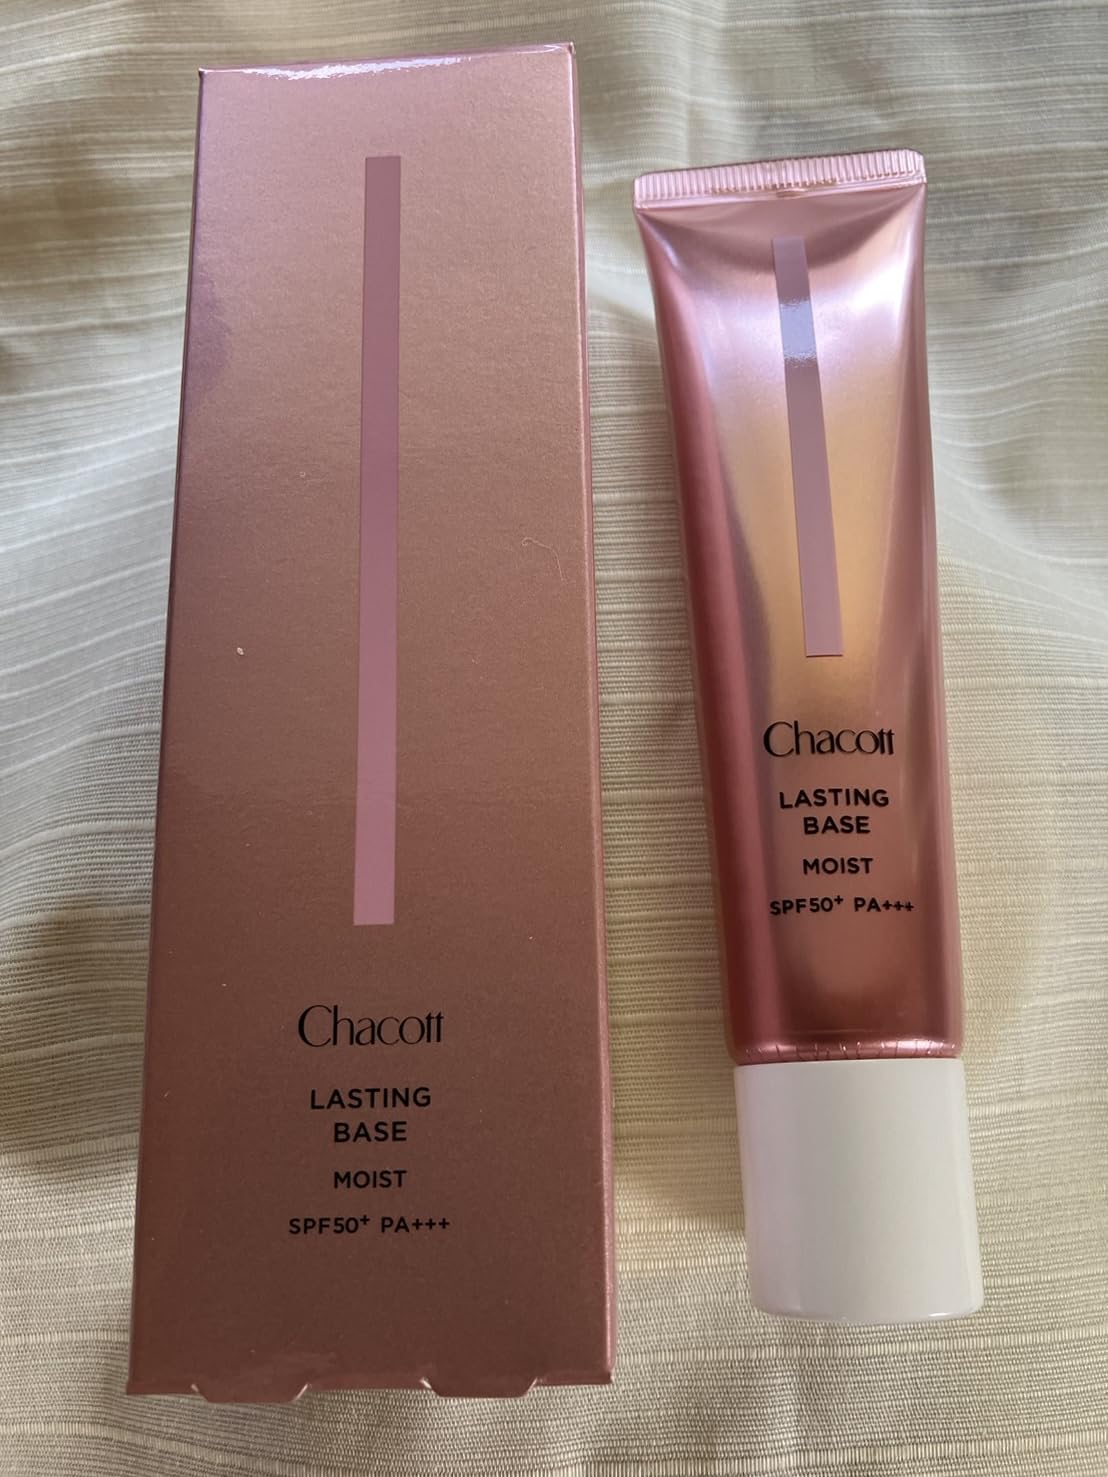 Chacott
LASTING
BASE
MOIST
SPF50+ PA+++
Chacott
LASTING
BASE
MOIST
SPF50+ PA+++